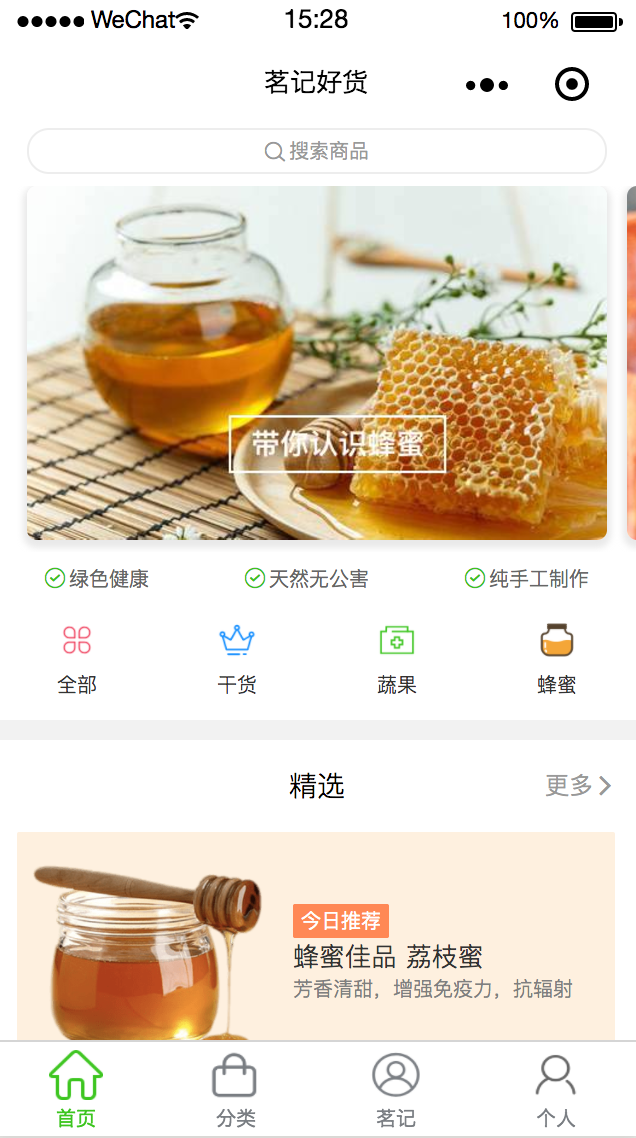 WeChat 15:28 100%
茗记好货
搜索商品
带你认识蜂蜜
绿色健康 天然无公害 纯手工制作
全部 干货 蔬果 蜂蜜
精选 更多
今日推荐
蜂蜜佳品 荔枝蜜
芳香清甜，增强免疫力，抗辐射
首页 分类 茗记 个人